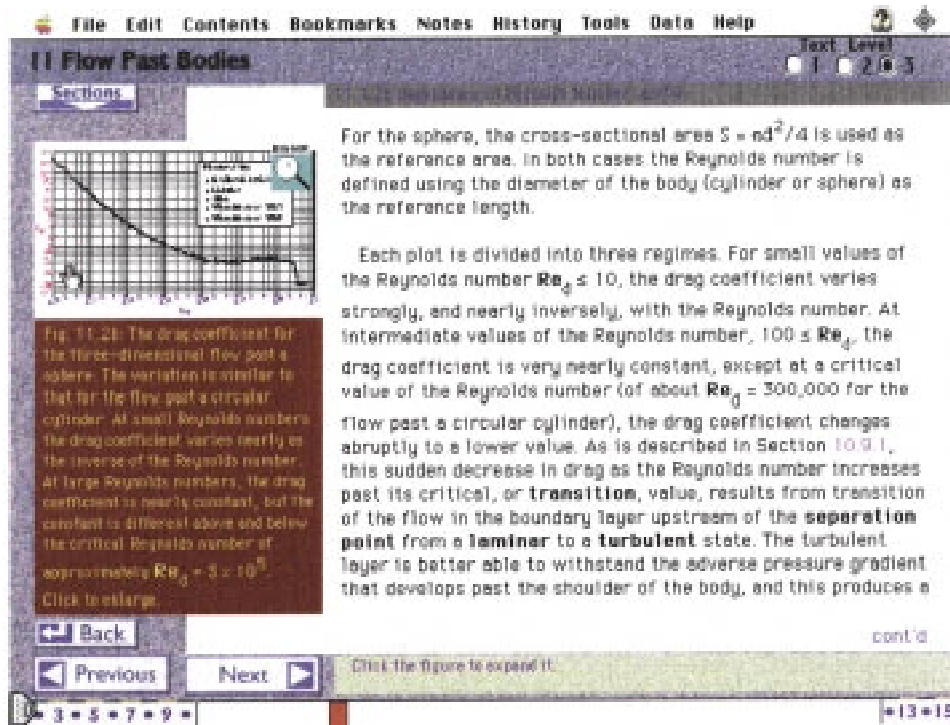 File Edit Contents Bookmarks Notes History Tools Data Help
11 Flow Past Bodies
Text Level
1 2 3
Sections
For the sphere, the cross-sectional area S = πd²/4 is used as
the reference area. In both cases the Reynolds number is
defined using the diameter of the body (cylinder or sphere) as
the reference length.
Each plot is divided into three regimes. For small values of
the Reynolds number Re_d ≤ 10, the drag coefficient varies
strongly, and nearly inversely, with the Reynolds number. At
intermediate values of the Reynolds number, 100 ≤ Re_d, the
drag coefficient is very nearly constant, except at a critical
value of the Reynolds number (of about Re_d = 300,000 for the
flow past a circular cylinder), the drag coefficient changes
abruptly to a lower value. As is described in Section 10.9.1,
this sudden decrease in drag as the Reynolds number increases
past its critical, or transition, value, results from transition
of the flow in the boundary layer upstream of the separation
point from a laminar to a turbulent state. The turbulent
layer is better able to withstand the adverse pressure gradient
that develops past the shoulder of the body, and this produces a
cont'd
Fig. 11.2b: The drag coefficient for
the three-dimensional flow past a
sphere. The variation is similar to
that for the flow past a circular
cylinder. At small Reynolds numbers
the drag coefficient varies nearly as
the inverse of the Reynolds number.
At large Reynolds numbers, the drag
coefficient is nearly constant, but the
constant is different above and below
the critical Reynolds number of
approximately Re_d = 3 x 10⁵.
Click to enlarge.
Back
Previous
Next
Click the figure to expand it.
3 5 7 9
13 15